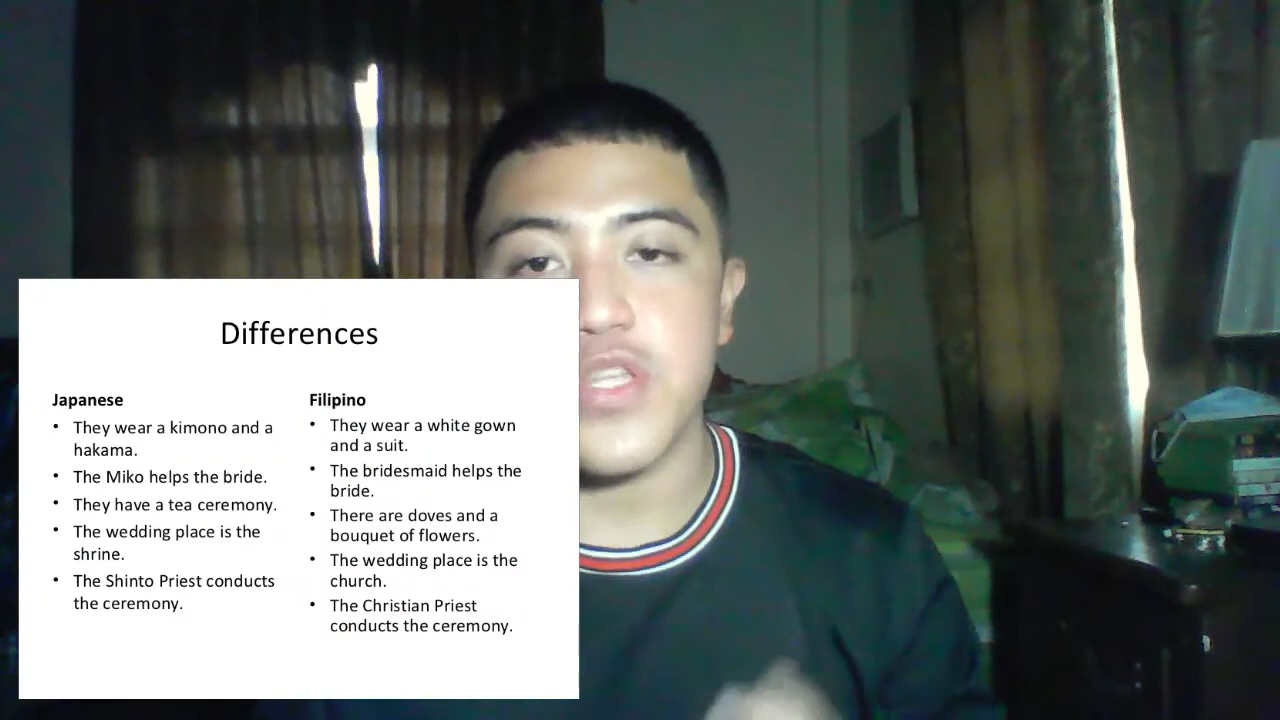 Differences
Japanese
• They wear a kimono and a
hakama.
• The Miko helps the bride.
• They have a tea ceremony.
• The wedding place is the
shrine.
• The Shinto Priest conducts
the ceremony.
Filipino
• They wear a white gown
and a suit.
• The bridesmaid helps the
bride.
• There are doves and a
bouquet of flowers.
• The wedding place is the
church.
• The Christian Priest
conducts the ceremony.